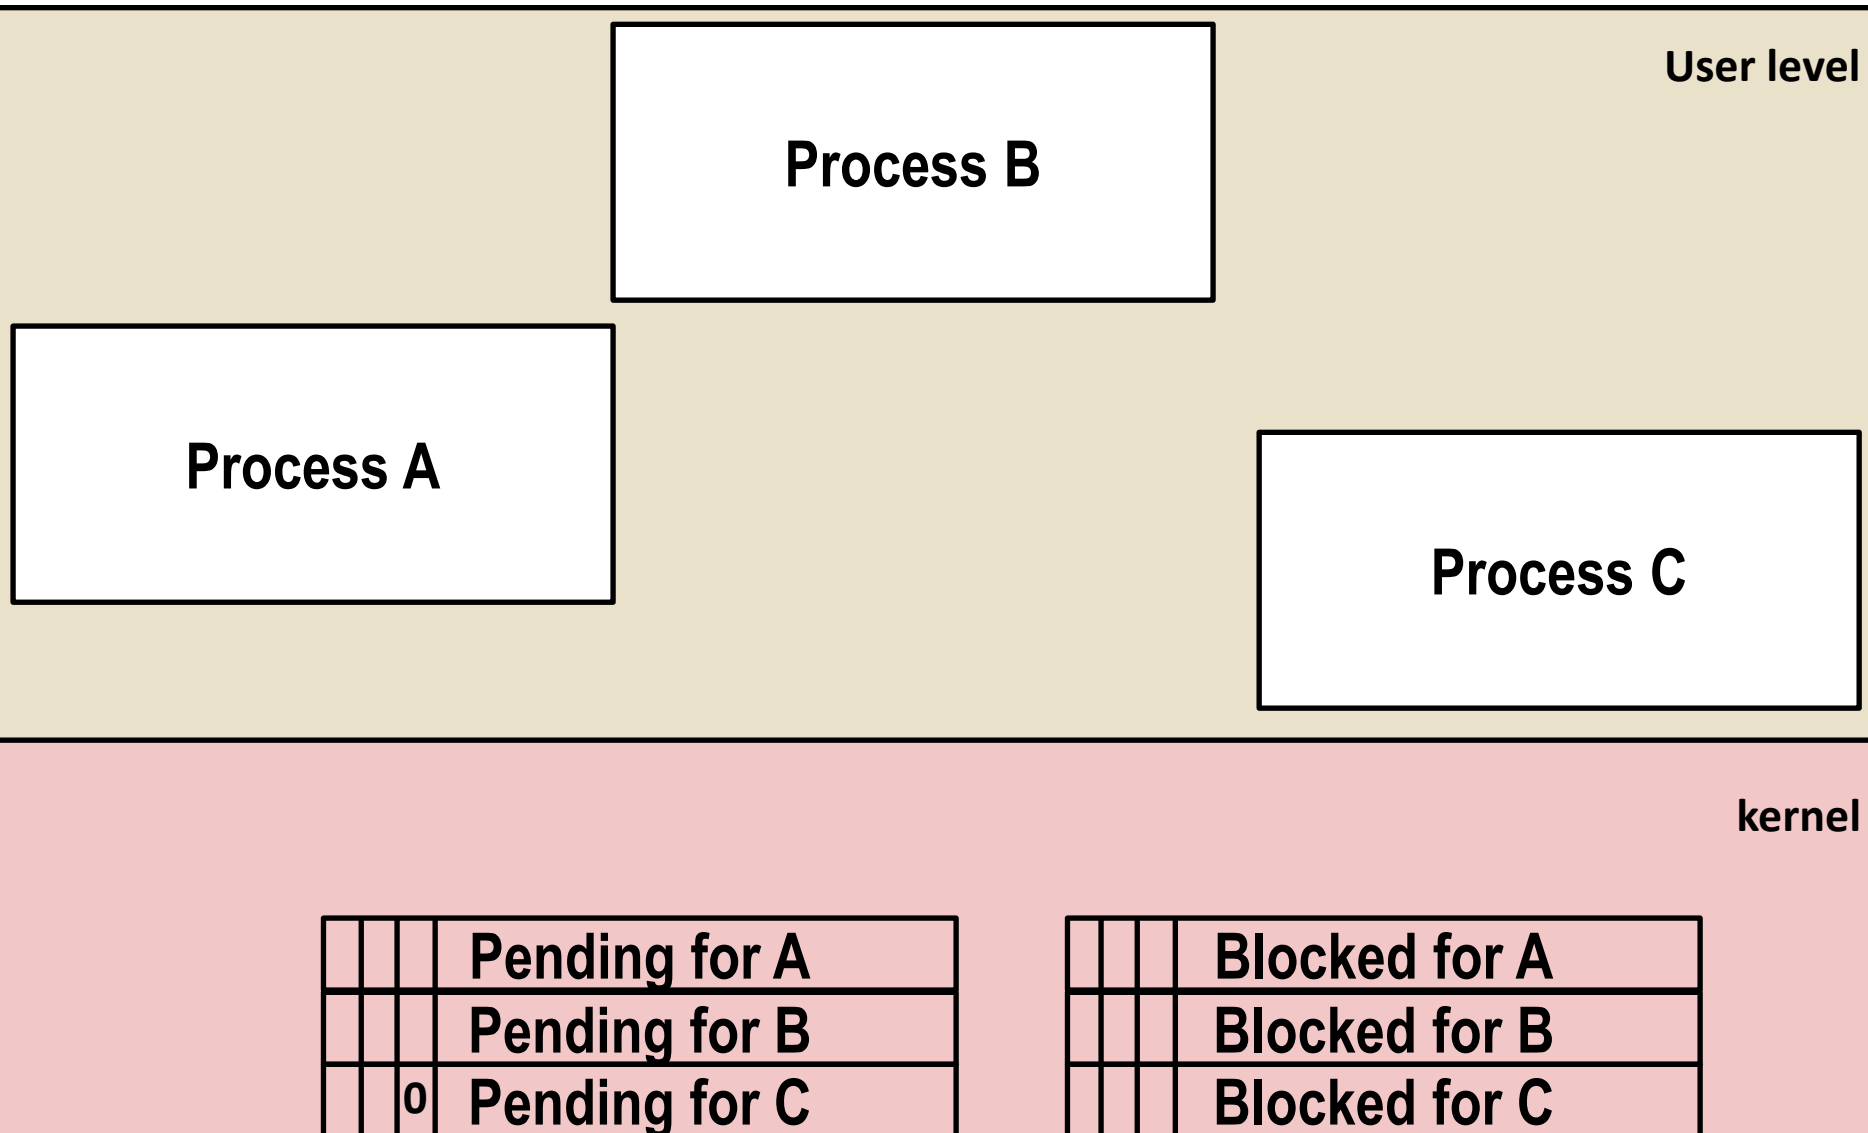 User level
Process B
Process A
Process C
kernel
Pending for A
Blocked for A
Pending for B
Blocked for B
0 Pending for C
Blocked for C